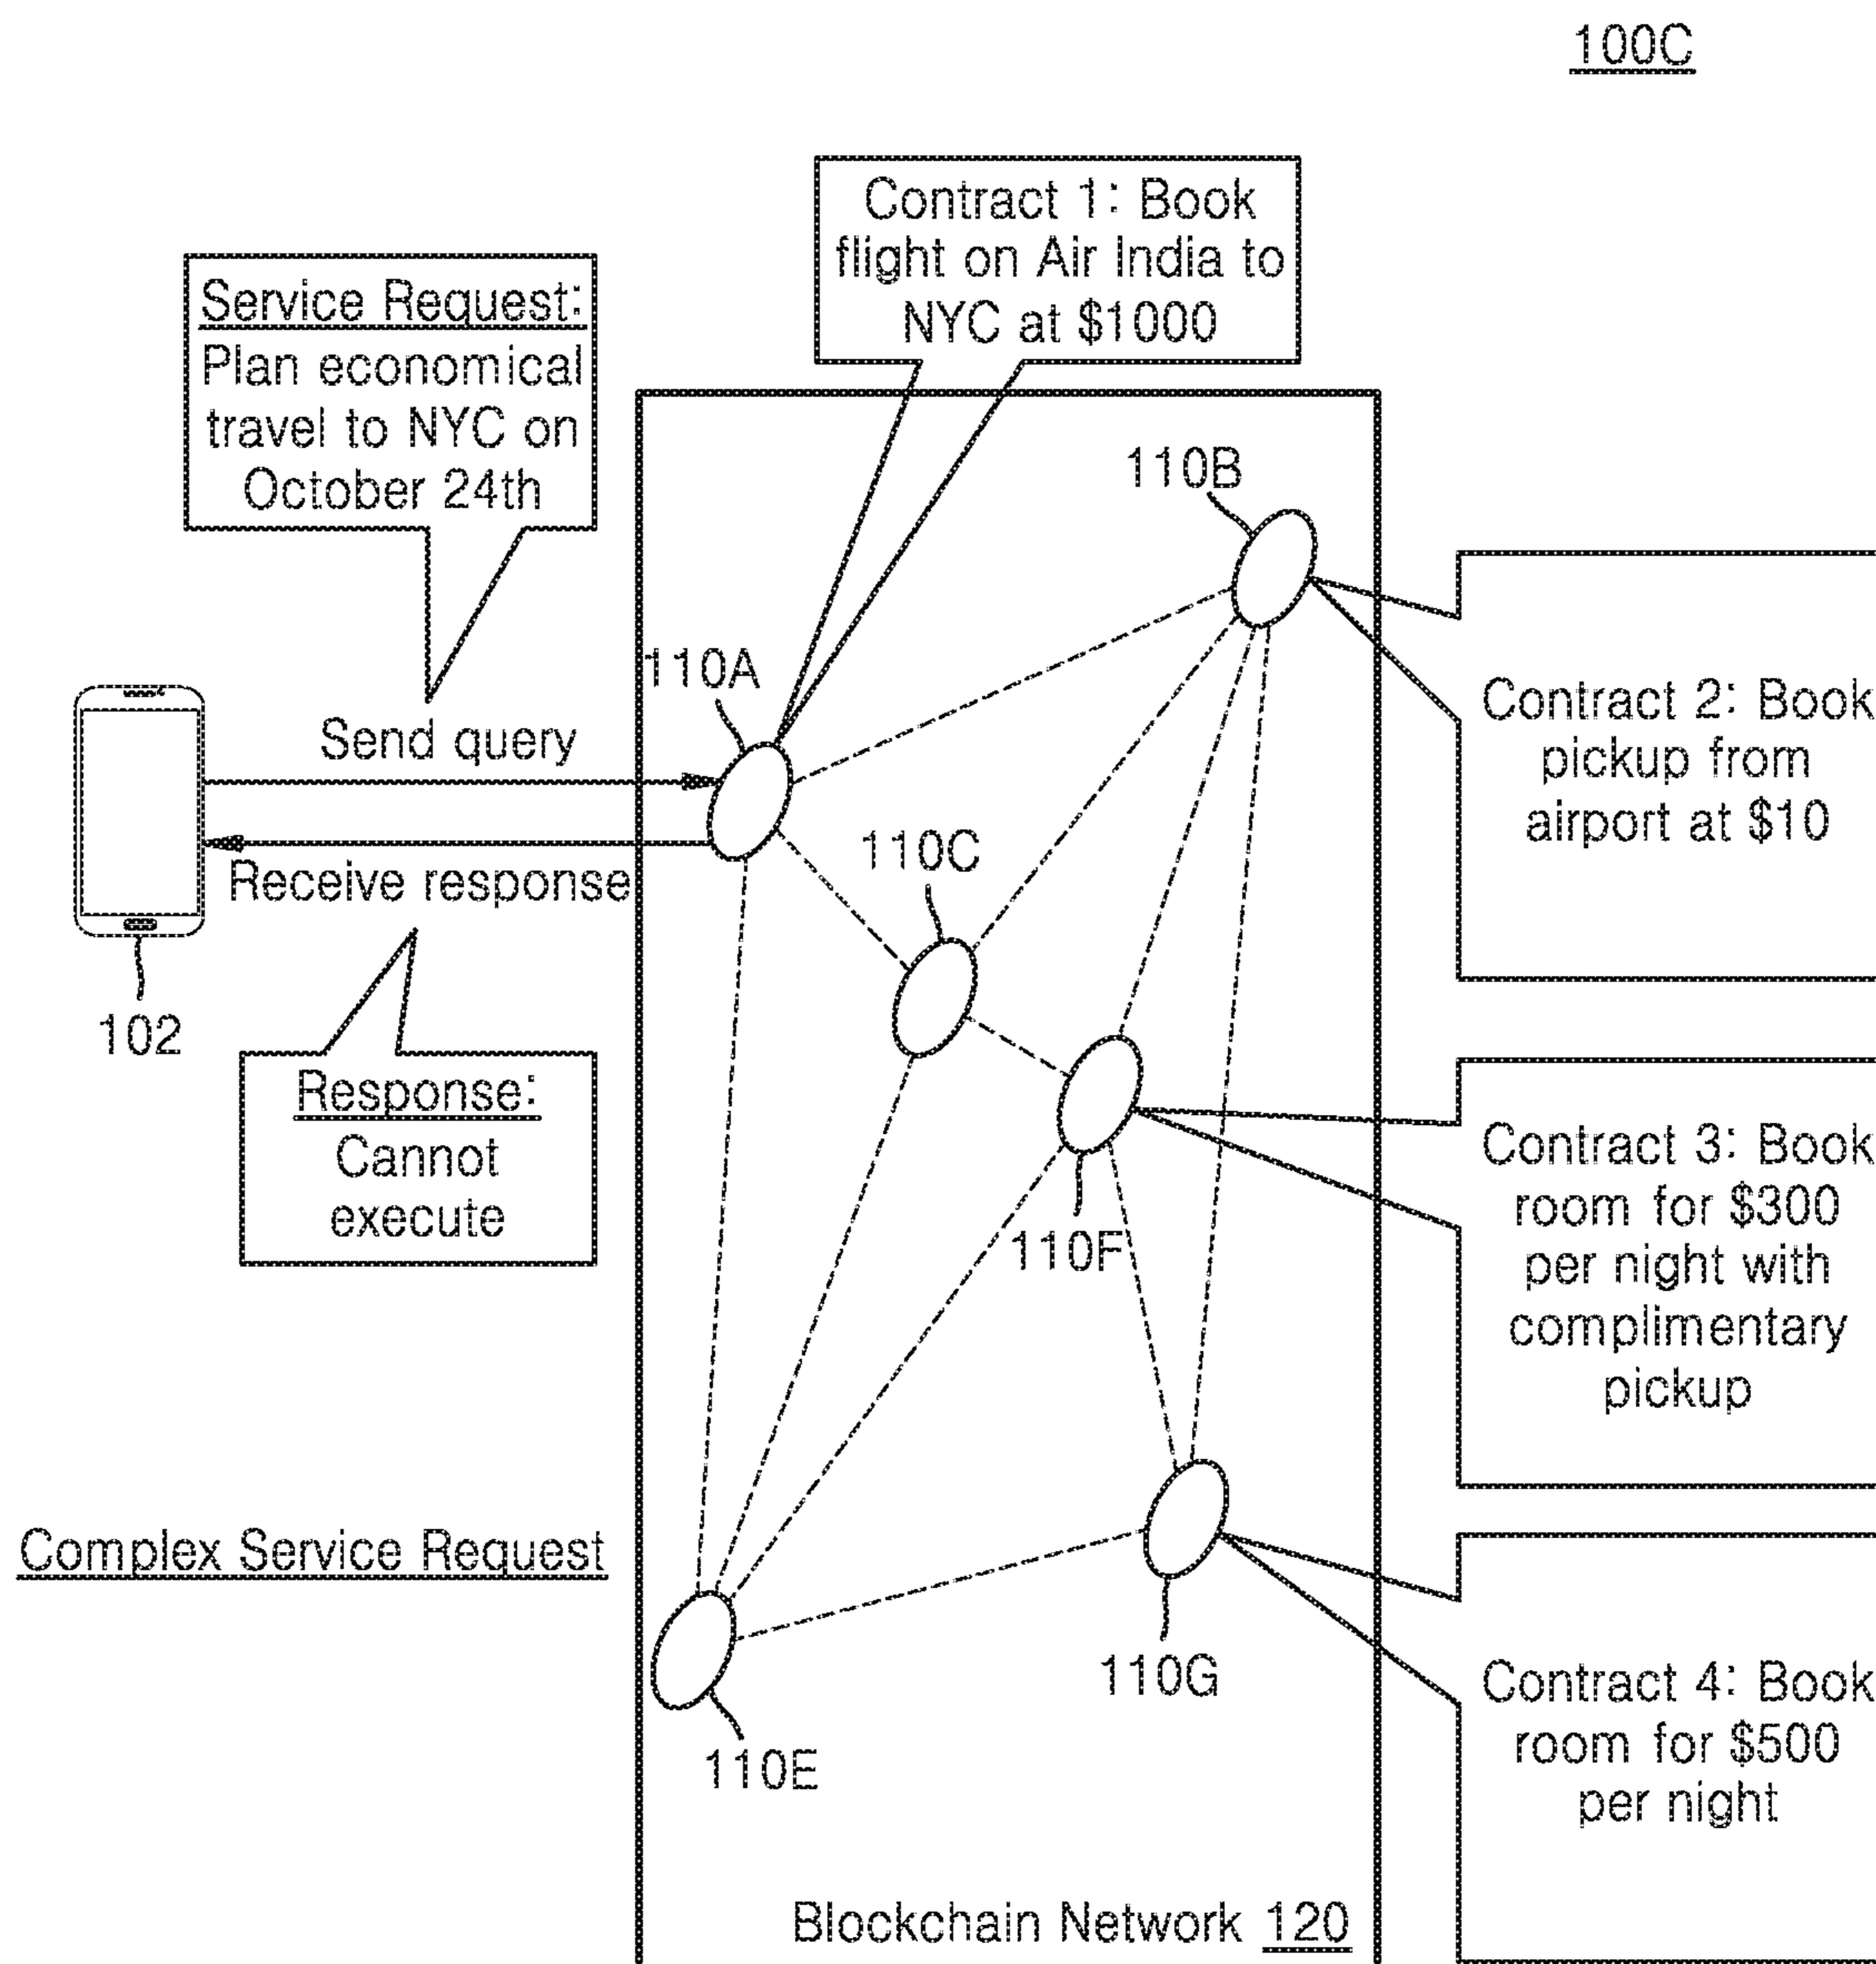 100C
Contract 1: Book
flight on Air India to
NYC at $1000
Service Request:
Plan economical
travel to NYC on
October 24th
110B
110A
Send query
Contract 2: Book
pickup from
airport at $10
110C
Receive response
102
Response:
Cannot
execute
Contract 3: Book
room for $300
per night with
complimentary
pickup
110F
Complex Service Request
110G
Contract 4: Book
room for $500
per night
110E
Blockchain Network 120